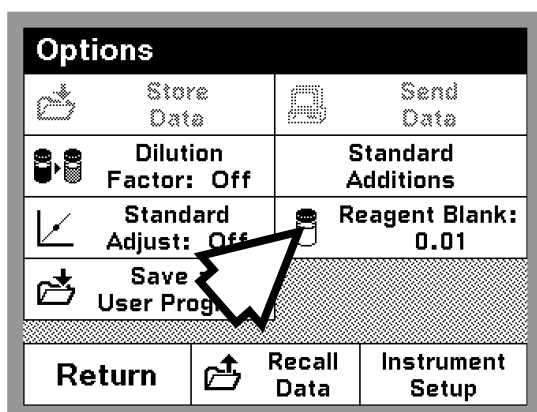 Options
Store
Data
Send
Data
Dilution
Factor: Off
Standard
Additions
Standard
Adjust: Off
Reagent Blank:
0.01
Save
User
Return
Recall
Data
Instrument
Setup